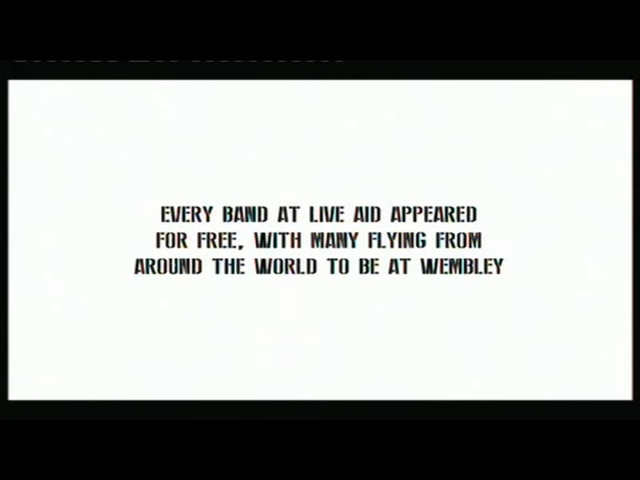 EVERY BAND AT LIVE AID APPEARED
FOR FREE, WITH MANY FLYING FROM
AROUND THE WORLD TO BE AT WEMBLEY